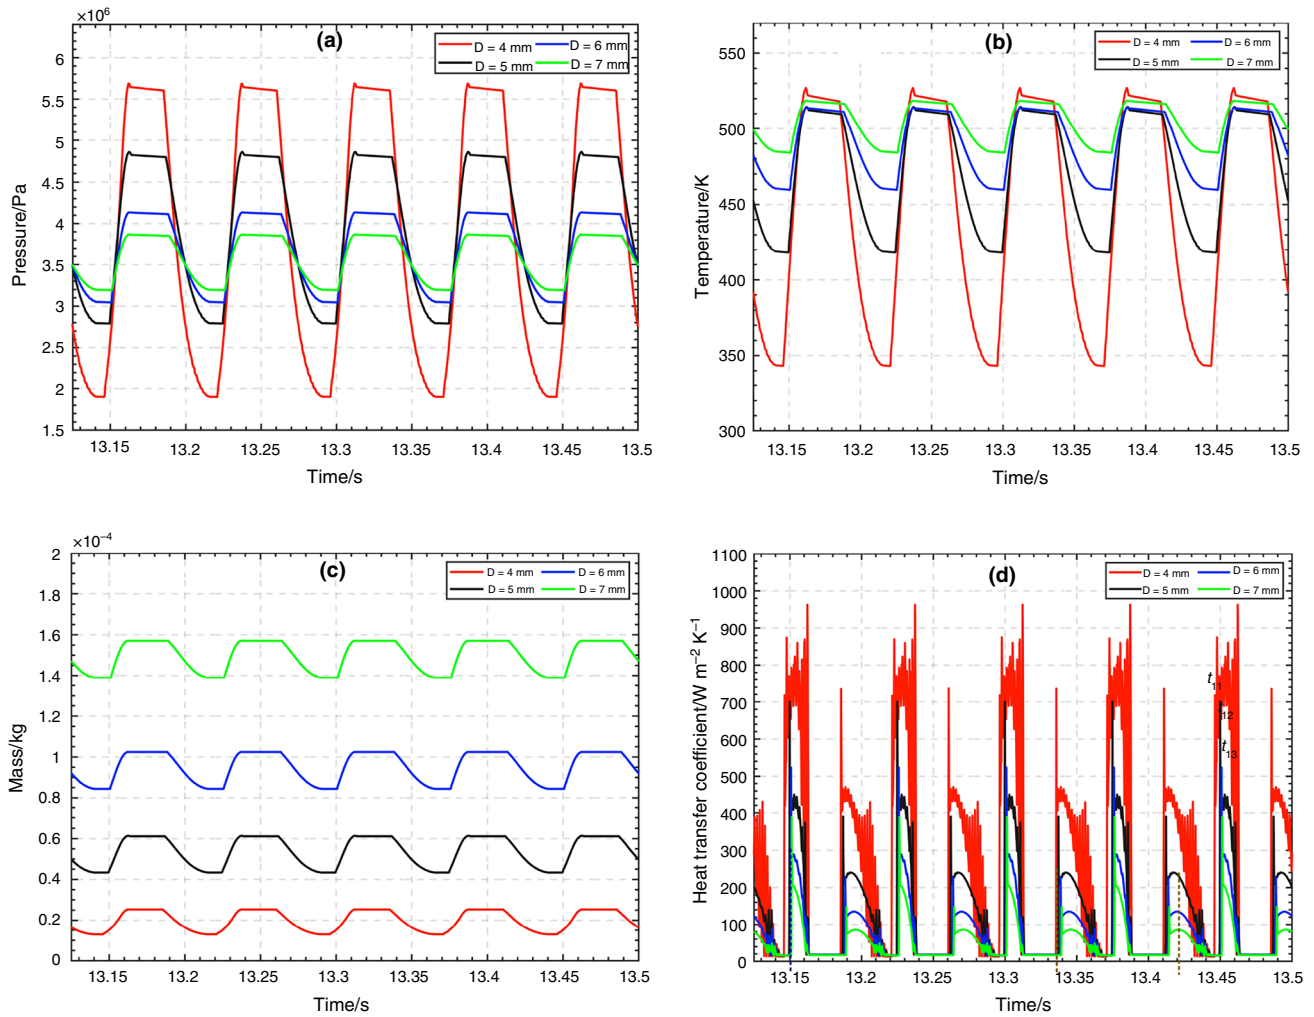 ×10⁶
(a)
D = 4 mm
D = 6 mm
D = 5 mm
D = 7 mm
6
5.5
5
4.5
4
3.5
3
2.5
2
1.5
Pressure/Pa
13.15
13.2
13.25
13.3
13.35
13.4
13.45
13.5
Time/s
(b)
D = 4 mm
D = 6 mm
D = 5 mm
D = 7 mm
550
500
450
400
350
300
Temperature/K
13.15
13.2
13.25
13.3
13.35
13.4
13.45
13.5
Time/s
×10⁻⁴
(c)
D = 4 mm
D = 6 mm
D = 5 mm
D = 7 mm
2
1.8
1.6
1.4
1.2
1
0.8
0.6
0.4
0.2
0
Mass/kg
13.15
13.2
13.25
13.3
13.35
13.4
13.45
13.5
Time/s
(d)
D = 4 mm
D = 6 mm
D = 5 mm
D = 7 mm
1100
1000
900
800
700
600
500
400
300
200
100
0
Heat transfer coefficient/W m⁻² K⁻¹
t₁₁
t₁₂
t₁₃
13.15
13.2
13.25
13.3
13.35
13.4
13.45
13.5
Time/s